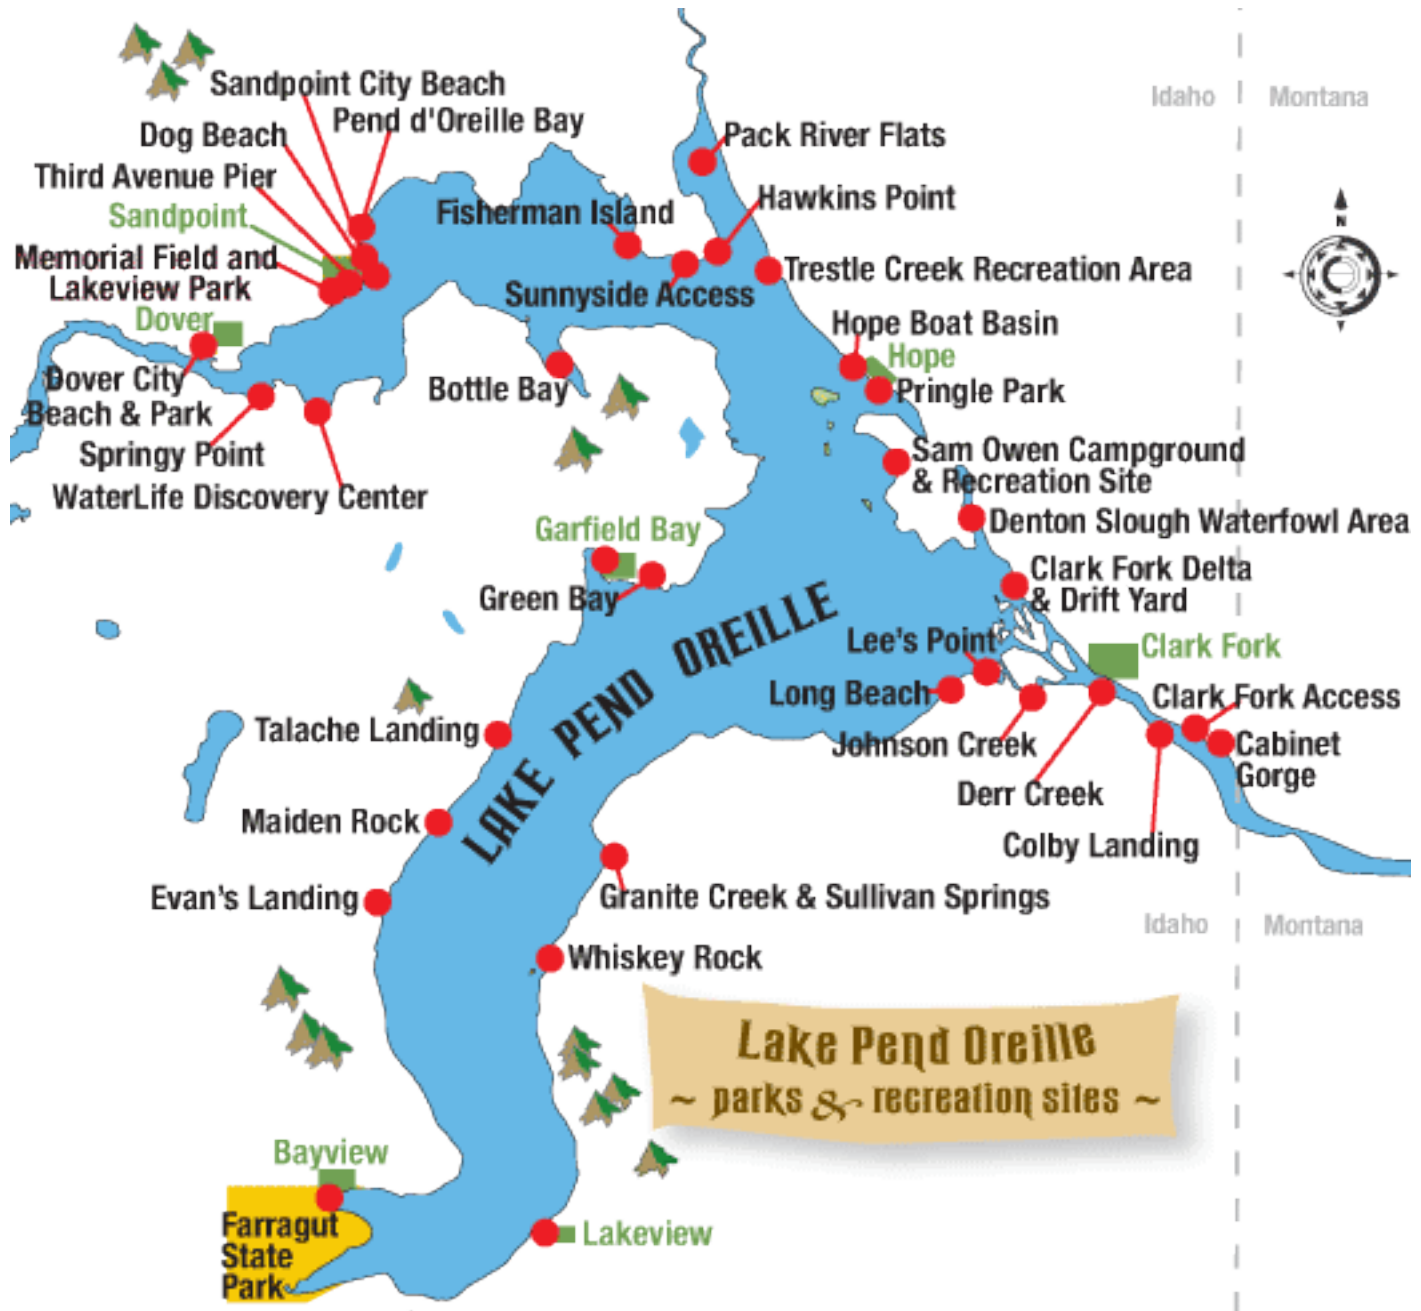 Sandpoint City Beach
Pend d'Oreille Bay
Dog Beach
Third Avenue Pier
Sandpoint
Memorial Field and
Lakeview Park
Dover
Dover City
Beach & Park
Springy Point
WaterLife Discovery Center
Fisherman Island
Sunnyside Access
Bottle Bay
Pack River Flats
Hawkins Point
Trestle Creek Recreation Area
Hope Boat Basin
Hope
Pringle Park
Sam Owen Campground
& Recreation Site
Denton Slough Waterfowl Area
Clark Fork Delta
& Drift Yard
Idaho
Montana
N
Garfield Bay
Green Bay
LAKE PEND OREILLE
Lee's Point
Long Beach
Johnson Creek
Derr Creek
Colby Landing
Clark Fork
Clark Fork Access
Cabinet
Gorge
Talache Landing
Maiden Rock
Evan's Landing
Granite Creek & Sullivan Springs
Whiskey Rock
Idaho
Montana
Lake Pend Oreille
~ parks & recreation sites ~
Bayview
Farragut
State
Park
Lakeview